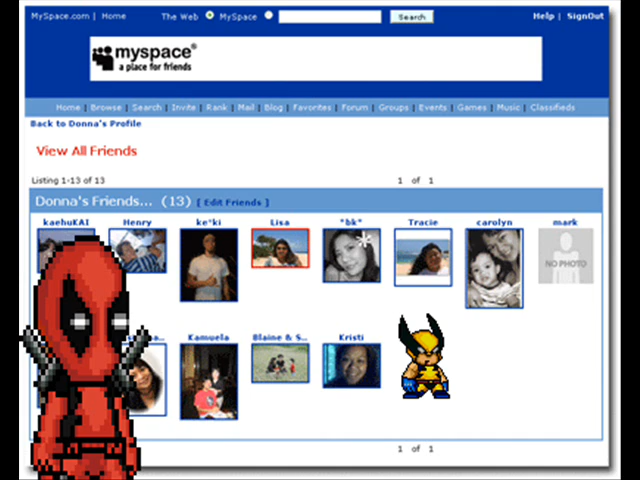 MySpace.com | Home The Web MySpace Search Help | SignOut
myspace®
a place for friends
Home | Browse | Search | Invite | Rank | Mail | Blog | Favorites | Forum | Groups | Events | Games | Music | Classifieds
Back to Donna's Profile
View All Friends
Listing 1-13 of 13 1 of 1
Donna's Friends... (13) [ Edit Friends ]
kaehuKAI Henry ke*ki Lisa *bk* Tracie carolyn mark
NO PHOTO
Kamuela Blaine & S.. Kristi
1 of 1